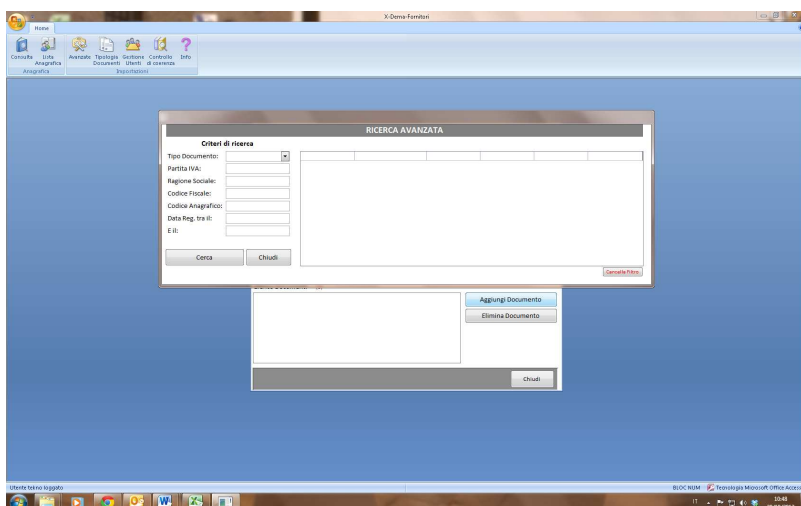 X-Dema-Fornitori
Home
Consulta
Lista Anagrafica
Avanzate
Tipologia Documenti
Gestione Utenti
Controllo di coerenza
Info
Anagrafica
Impostazioni
RICERCA AVANZATA
Criteri di ricerca
Tipo Documento:
Partita IVA:
Ragione Sociale:
Codice Fiscale:
Codice Anagrafico:
Data Reg. tra il:
E il:
Cerca
Chiudi
Cancella Filtro
Aggiungi Documento
Elimina Documento
Chiudi
Utente tekno loggato
BLOC NUM
Tecnologia Microsoft Office Access
IT
10:48